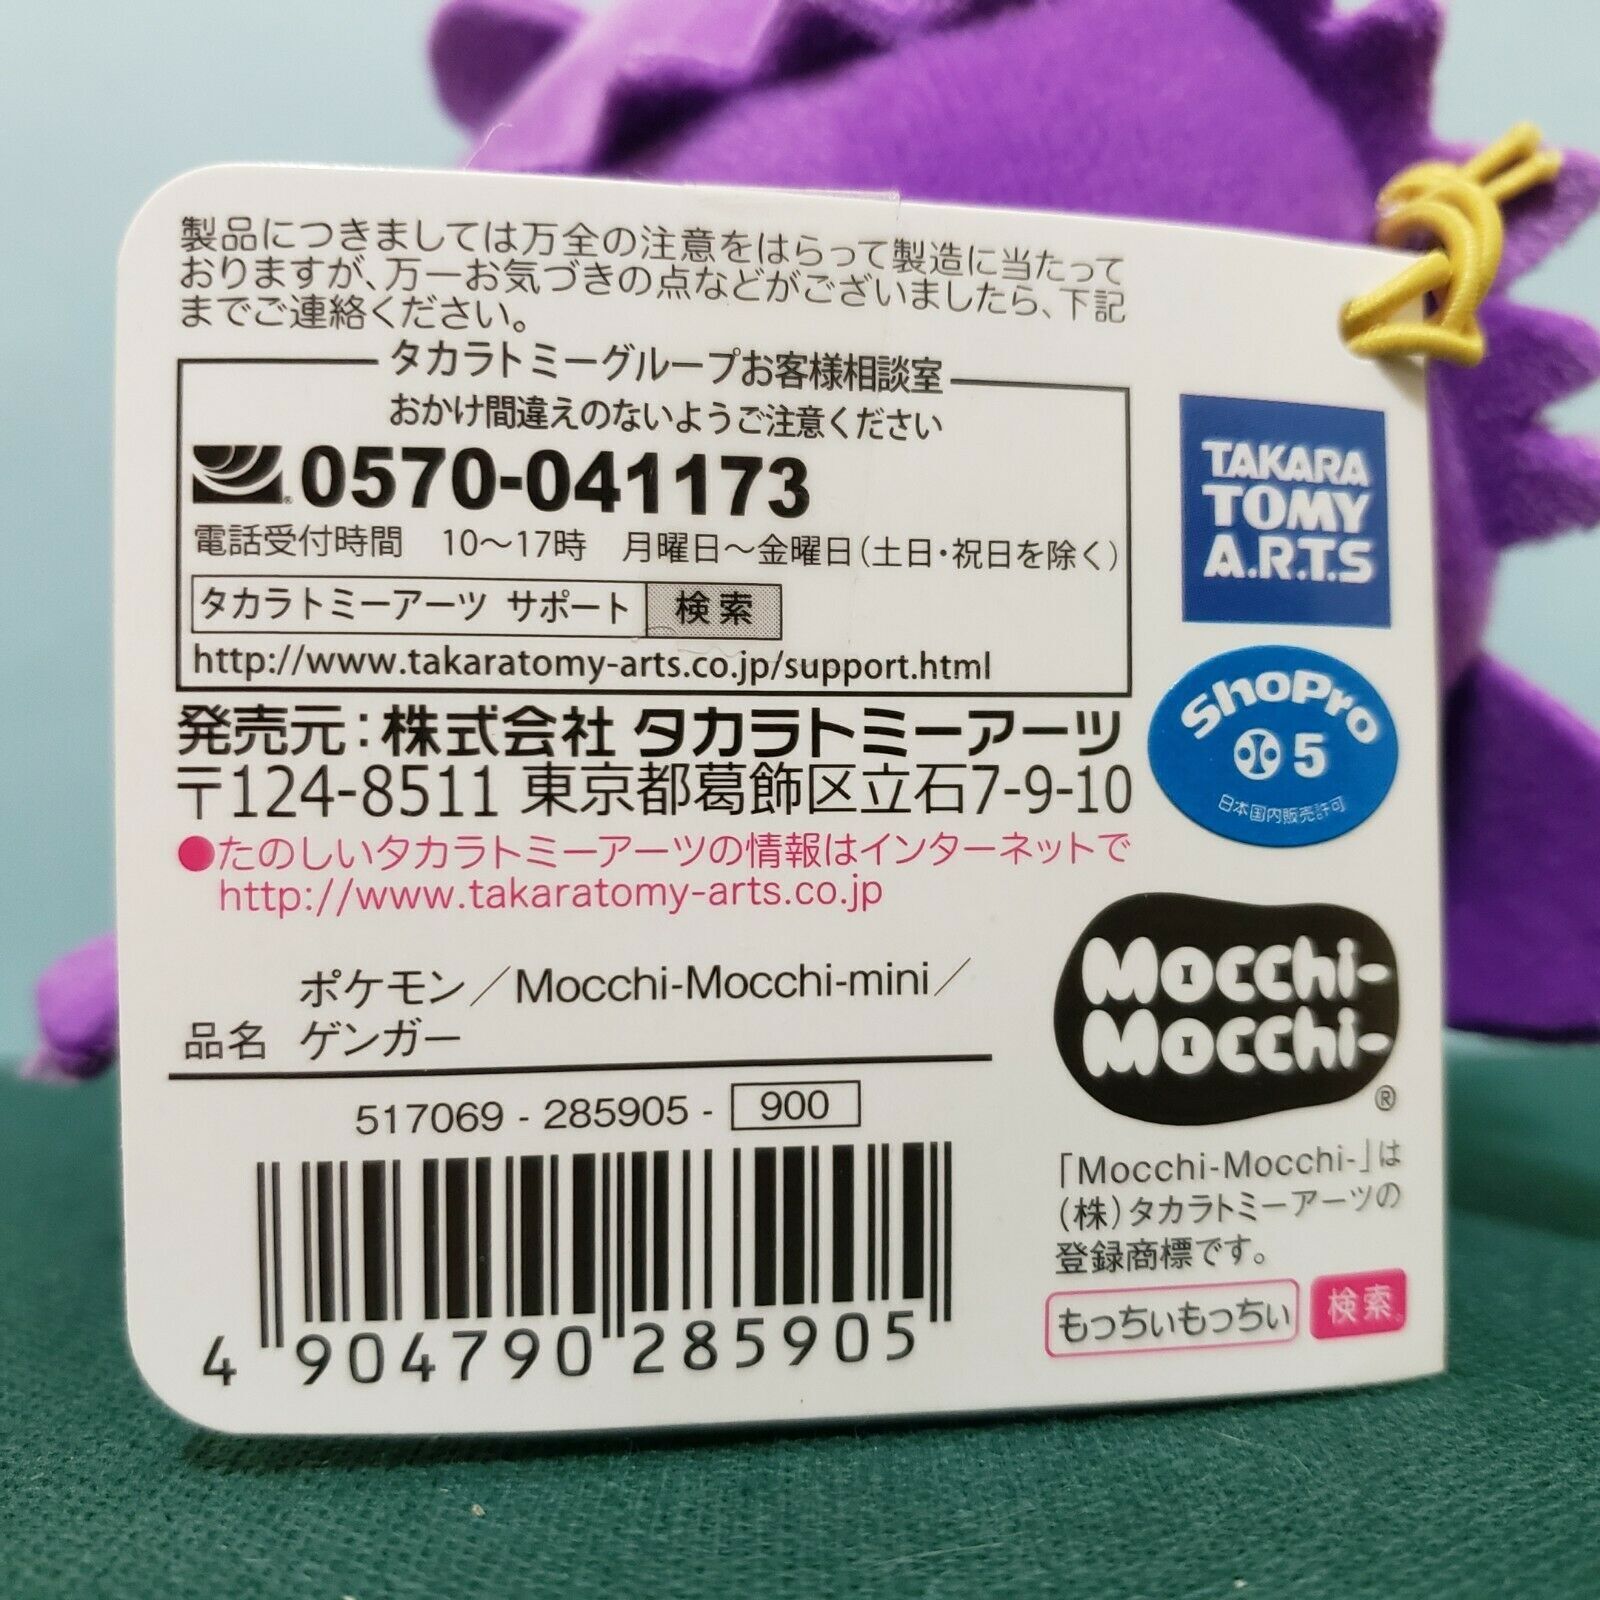 製品につきましては万全の注意をはらって製造に当たって
おりますが、万一お気づきの点などがございましたら、下記
までご連絡ください。
タカラトミーグループお客様相談室
おかけ間違えのないようご注意ください
0570-041173
電話受付時間 10〜17時 月曜日〜金曜日(土日・祝日を除く)
タカラトミーアーツ サポート 検索
http://www.takaratomy-arts.co.jp/support.html
発売元:株式会社 タカラトミーアーツ
〒124-8511 東京都葛飾区立石7-9-10
●たのしいタカラトミーアーツの情報はインターネットで
http://www.takaratomy-arts.co.jp
ポケモン/Mocchi-Mocchi-mini/
品名 ゲンガー
517069 - 285905 - 900
4 904790 285905
TAKARA
TOMY
A.R.T.S
ShoPro
5
日本国内販売許可
Mocchi-
Mocchi-
®
「Mocchi-Mocchi-」は
(株)タカラトミーアーツの
登録商標です。
もっちぃもっちぃ 検索